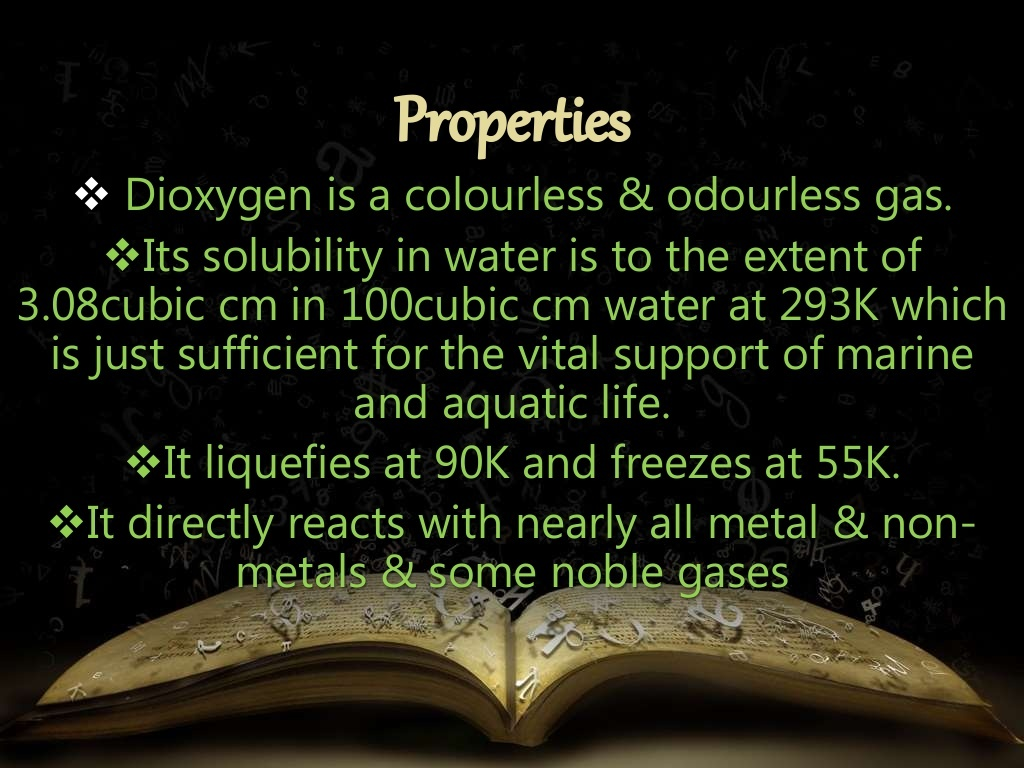 Properties
❖ Dioxygen is a colourless & odourless gas.
❖Its solubility in water is to the extent of
3.08cubic cm in 100cubic cm water at 293K which
is just sufficient for the vital support of marine
and aquatic life.
❖It liquefies at 90K and freezes at 55K.
❖It directly reacts with nearly all metal & non-
metals & some noble gases